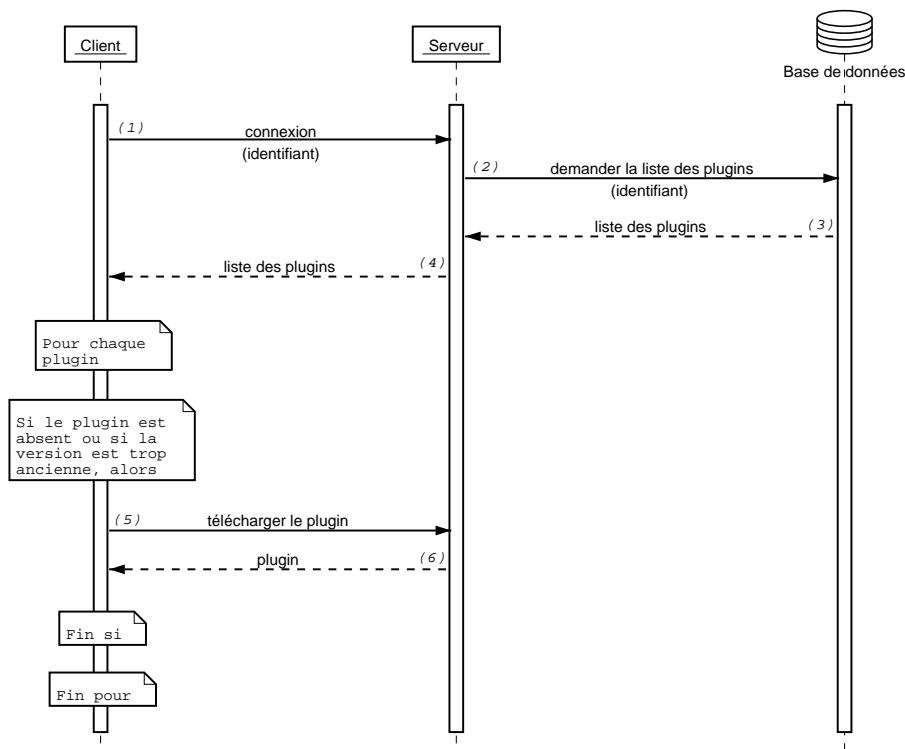 Client
Serveur
Base de données
(1)
connexion
(identifiant)
(2)
demander la liste des plugins
(identifiant)
liste des plugins
(3)
liste des plugins
(4)
Pour chaque
plugin
Si le plugin est
absent ou si la
version est trop
ancienne, alors
(5)
télécharger le plugin
plugin
(6)
Fin si
Fin pour